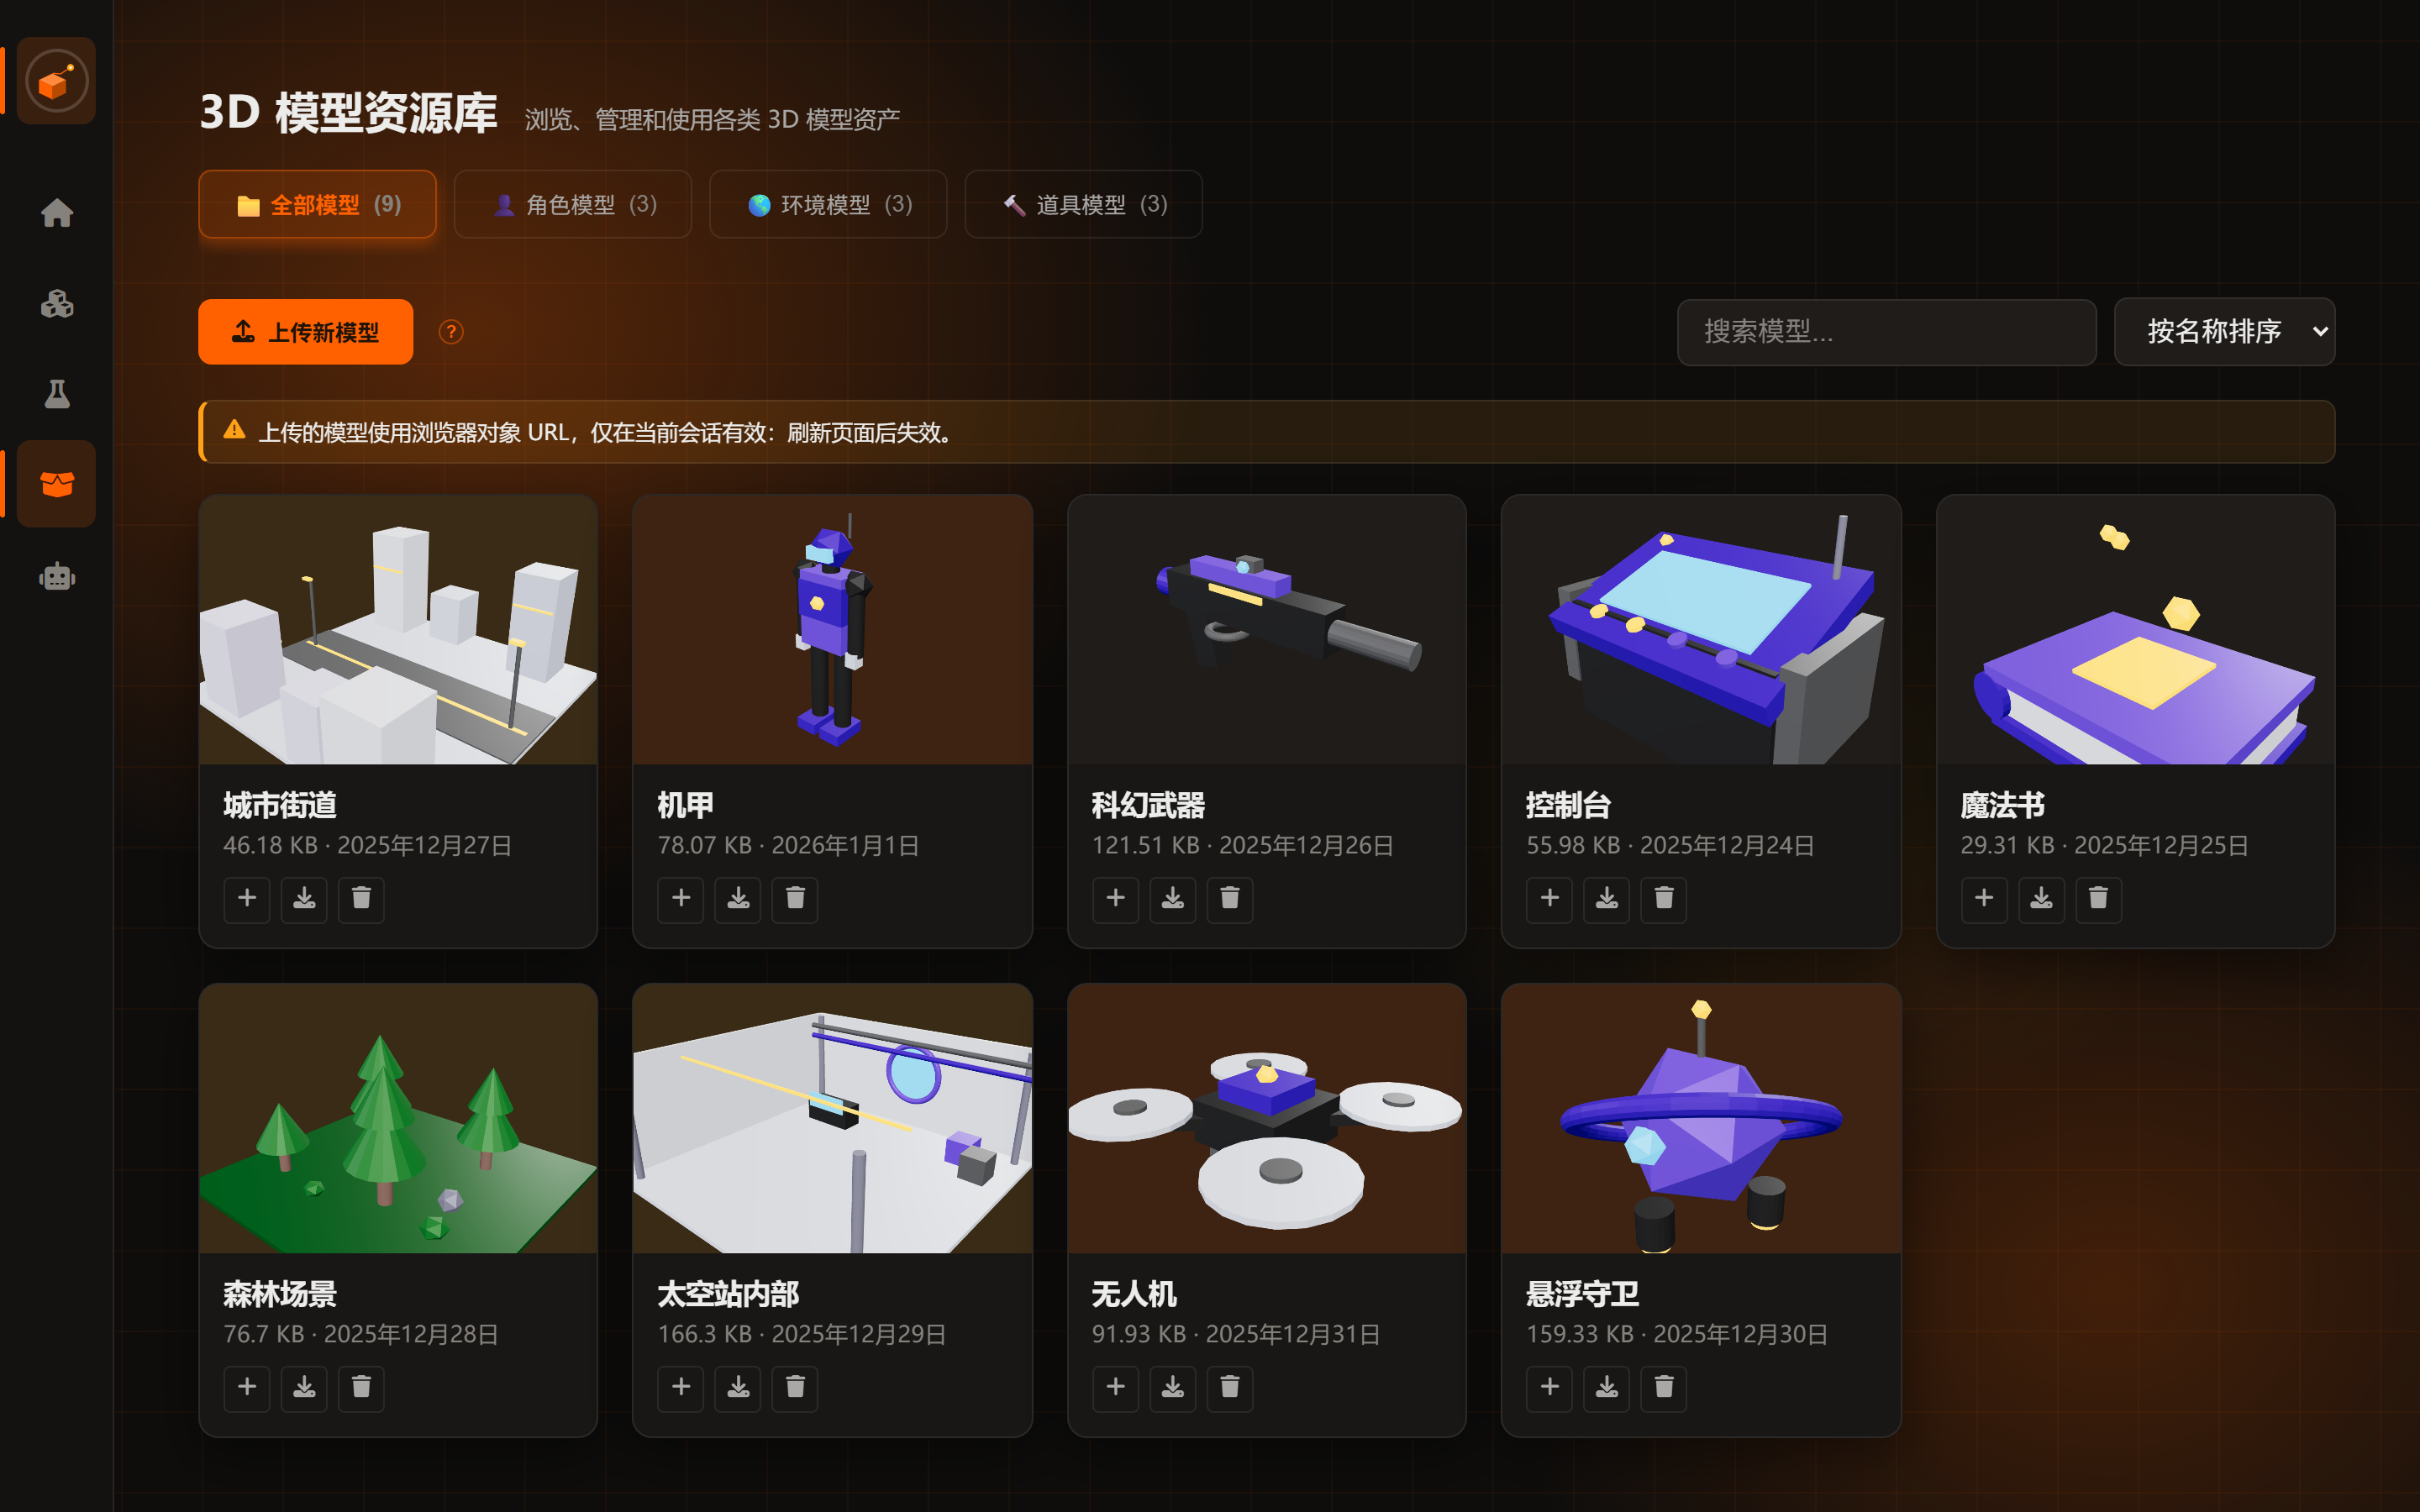 3D 模型资源库 浏览、管理和使用各类 3D 模型资产
全部模型 (9) 角色模型 (3) 环境模型 (3) 道具模型 (3)
上传新模型 ? 搜索模型... 按名称排序
上传的模型使用浏览器对象 URL，仅在当前会话有效：刷新页面后失效。
城市街道
46.18 KB · 2025年12月27日
机甲
78.07 KB · 2026年1月1日
科幻武器
121.51 KB · 2025年12月26日
控制台
55.98 KB · 2025年12月24日
魔法书
29.31 KB · 2025年12月25日
森林场景
76.7 KB · 2025年12月28日
太空站内部
166.3 KB · 2025年12月29日
无人机
91.93 KB · 2025年12月31日
悬浮守卫
159.33 KB · 2025年12月30日